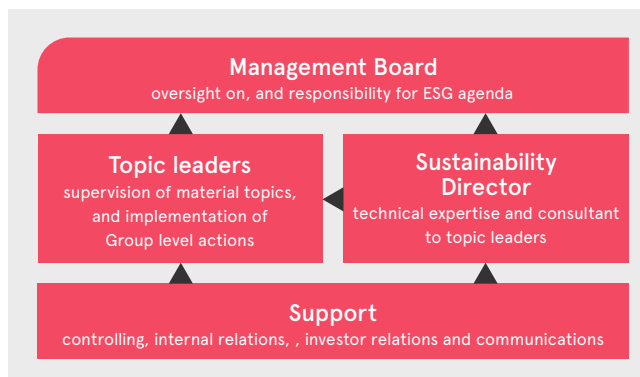 Management Board
oversight on, and responsibility for ESG agenda
Topic leaders
supervision of material topics,
and implementation of
Group level actions
Sustainability
Director
technical expertise and consultant
to topic leaders
Support
controlling, internal relations, , investor relations and communications